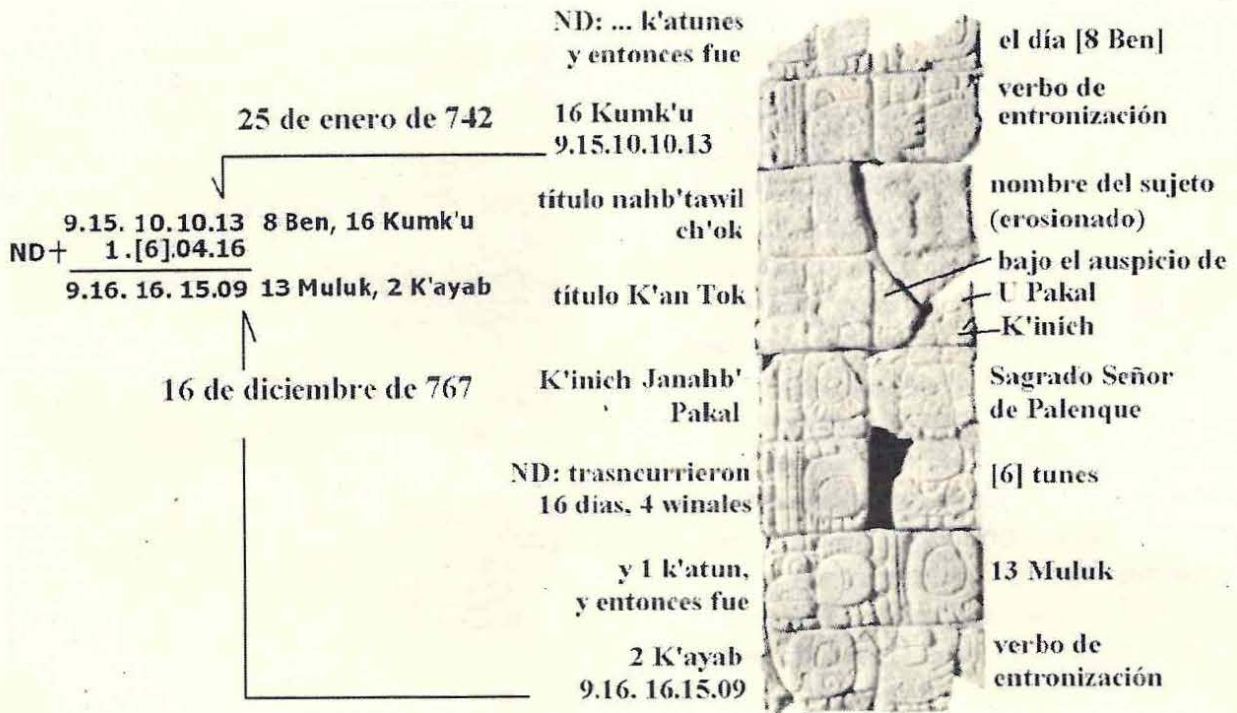 ND: ... k'atunes
y entonces fue
el día [8 Ben]
25 de enero de 742
16 Kumk'u
9.15.10.10.13
verbo de
entronización
9.15. 10.10.13 8 Ben, 16 Kumk'u
ND+ 1 .[6].04.16
9.16. 16. 15.09 13 Muluk, 2 K'ayab
título nahb'tawil
ch'ok
nombre del sujeto
(erosionado)
título K'an Tok
bajo el auspicio de
U Pakal
K'inich
16 de diciembre de 767
K'inich Janahb'
Pakal
Sagrado Señor
de Palenque
ND: trasncurrieron
16 días, 4 winales
[6] tunes
y 1 k'atun,
y entonces fue
13 Muluk
2 K'ayab
9.16. 16.15.09
verbo de
entronización